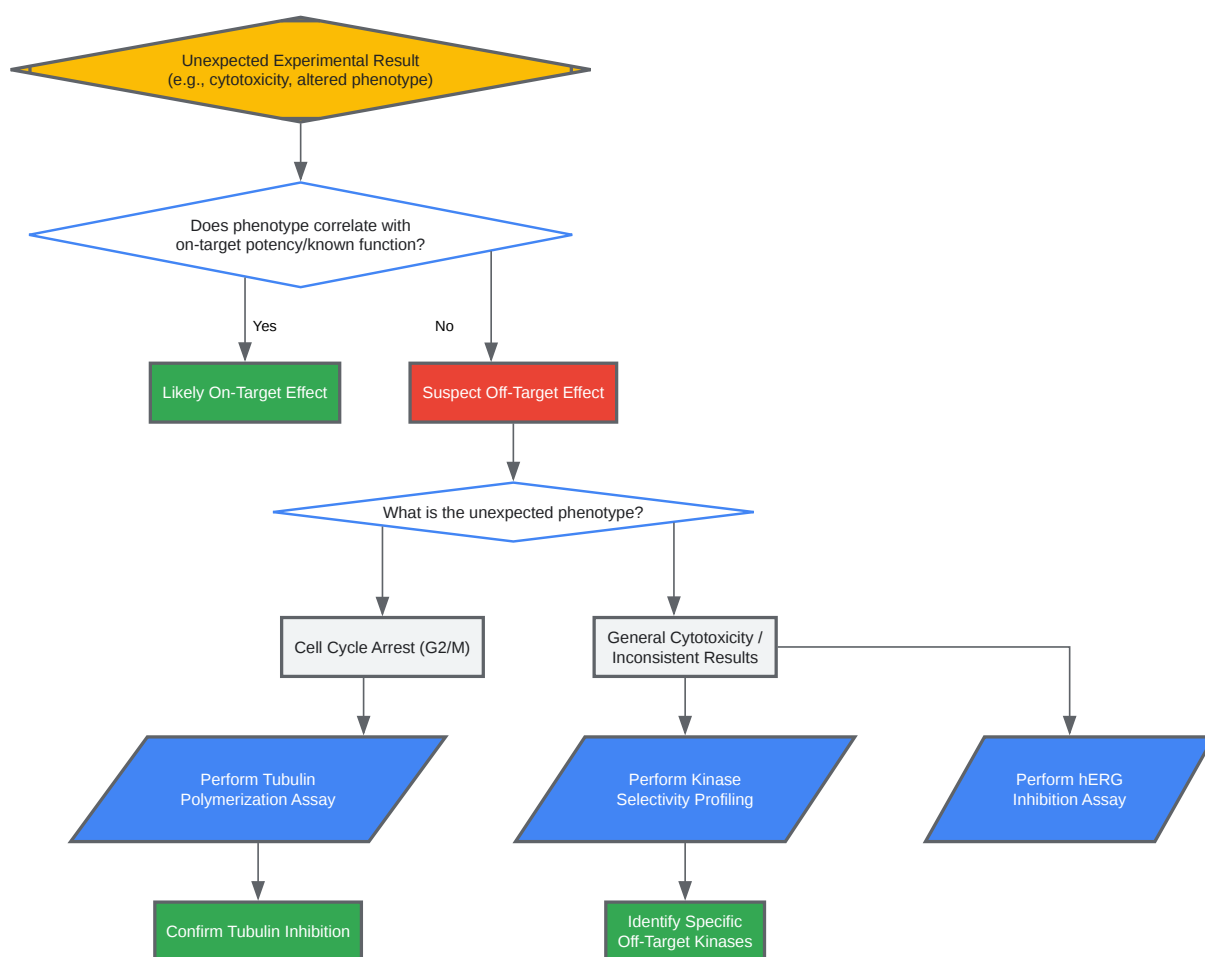 Unexpected Experimental Result
(e.g., cytotoxicity, altered phenotype)
Does phenotype correlate with
on-target potency/known function?
Yes
No
Likely On-Target Effect
Suspect Off-Target Effect
What is the unexpected phenotype?
Cell Cycle Arrest (G2/M)
General Cytotoxicity /
Inconsistent Results
Perform Tubulin
Polymerization Assay
Perform Kinase
Selectivity Profiling
Perform hERG
Inhibition Assay
Confirm Tubulin Inhibition
Identify Specific
Off-Target Kinases